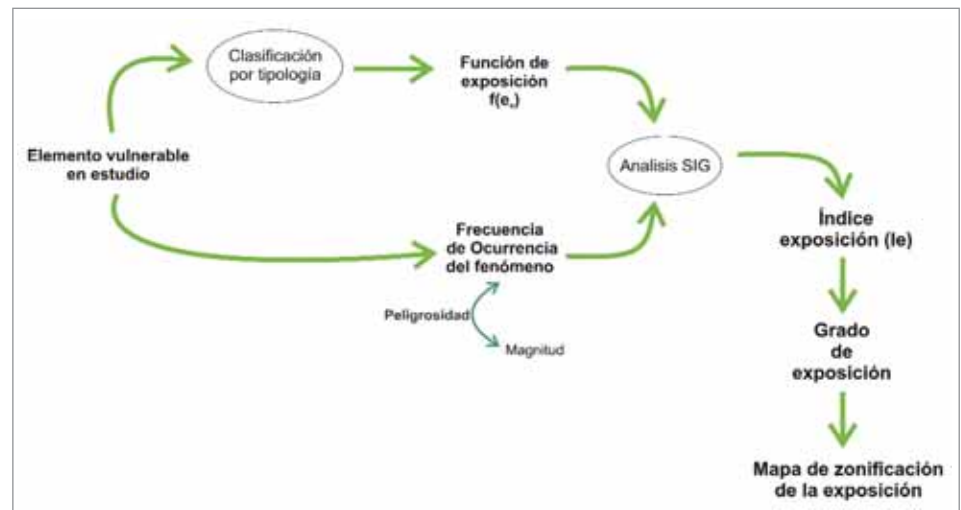 Clasificación
por tipología
Función de
exposición
f(eᵥ)
Elemento vulnerable
en estudio
Analisis SIG
Frecuencia
de Ocurrencia
del fenómeno
Peligrosidad
Magnitud
Índice
exposición (Ie)
Grado
de
exposición
Mapa de zonificación
de la exposición